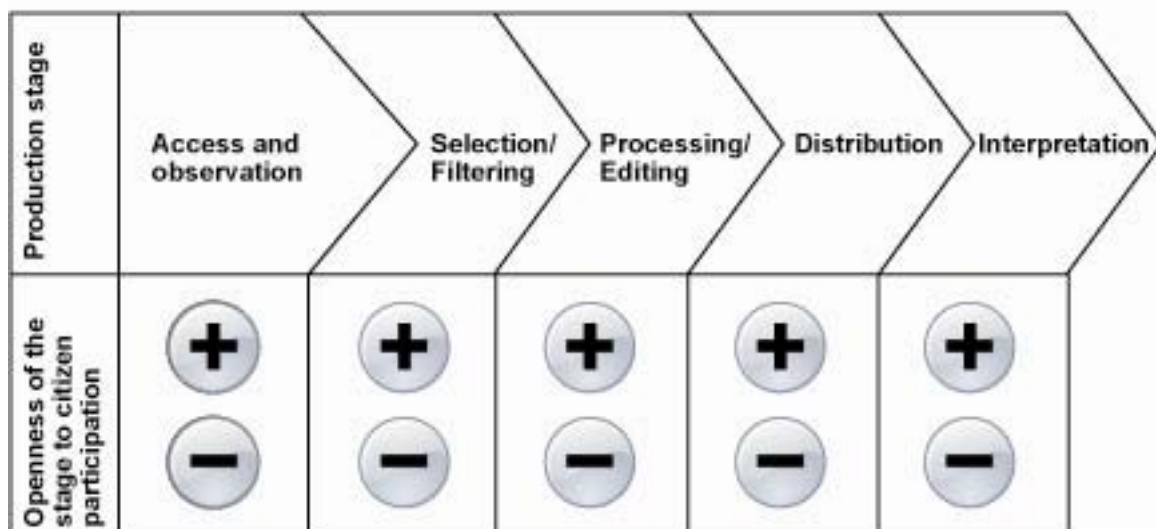 Production stage
Access and
observation
Selection/
Filtering
Processing/
Editing
Distribution
Interpretation
Openness of the
stage to citizen
participation
+
+
+
+
+
−
−
−
−
−